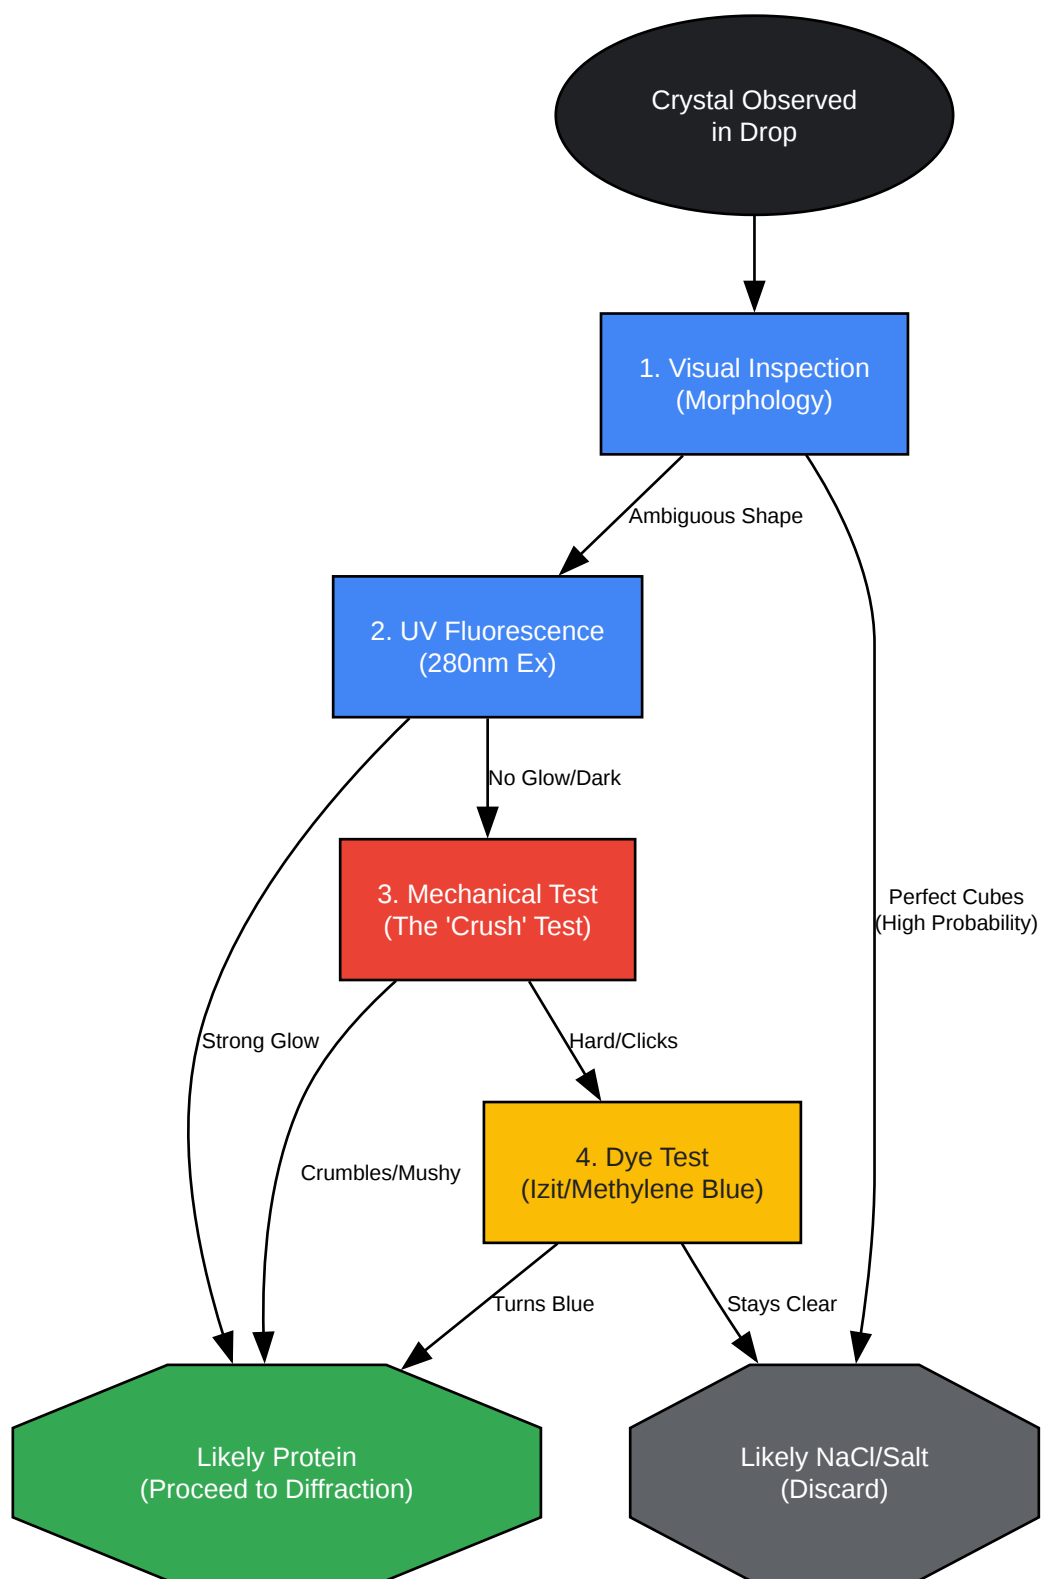 Crystal Observed
in Drop
1. Visual Inspection
(Morphology)
Ambiguous Shape
2. UV Fluorescence
(280nm Ex)
No Glow/Dark
3. Mechanical Test
(The 'Crush' Test)
Perfect Cubes
(High Probability)
Strong Glow
Hard/Clicks
4. Dye Test
(Izit/Methylene Blue)
Crumbles/Mushy
Turns Blue
Stays Clear
Likely Protein
(Proceed to Diffraction)
Likely NaCl/Salt
(Discard)